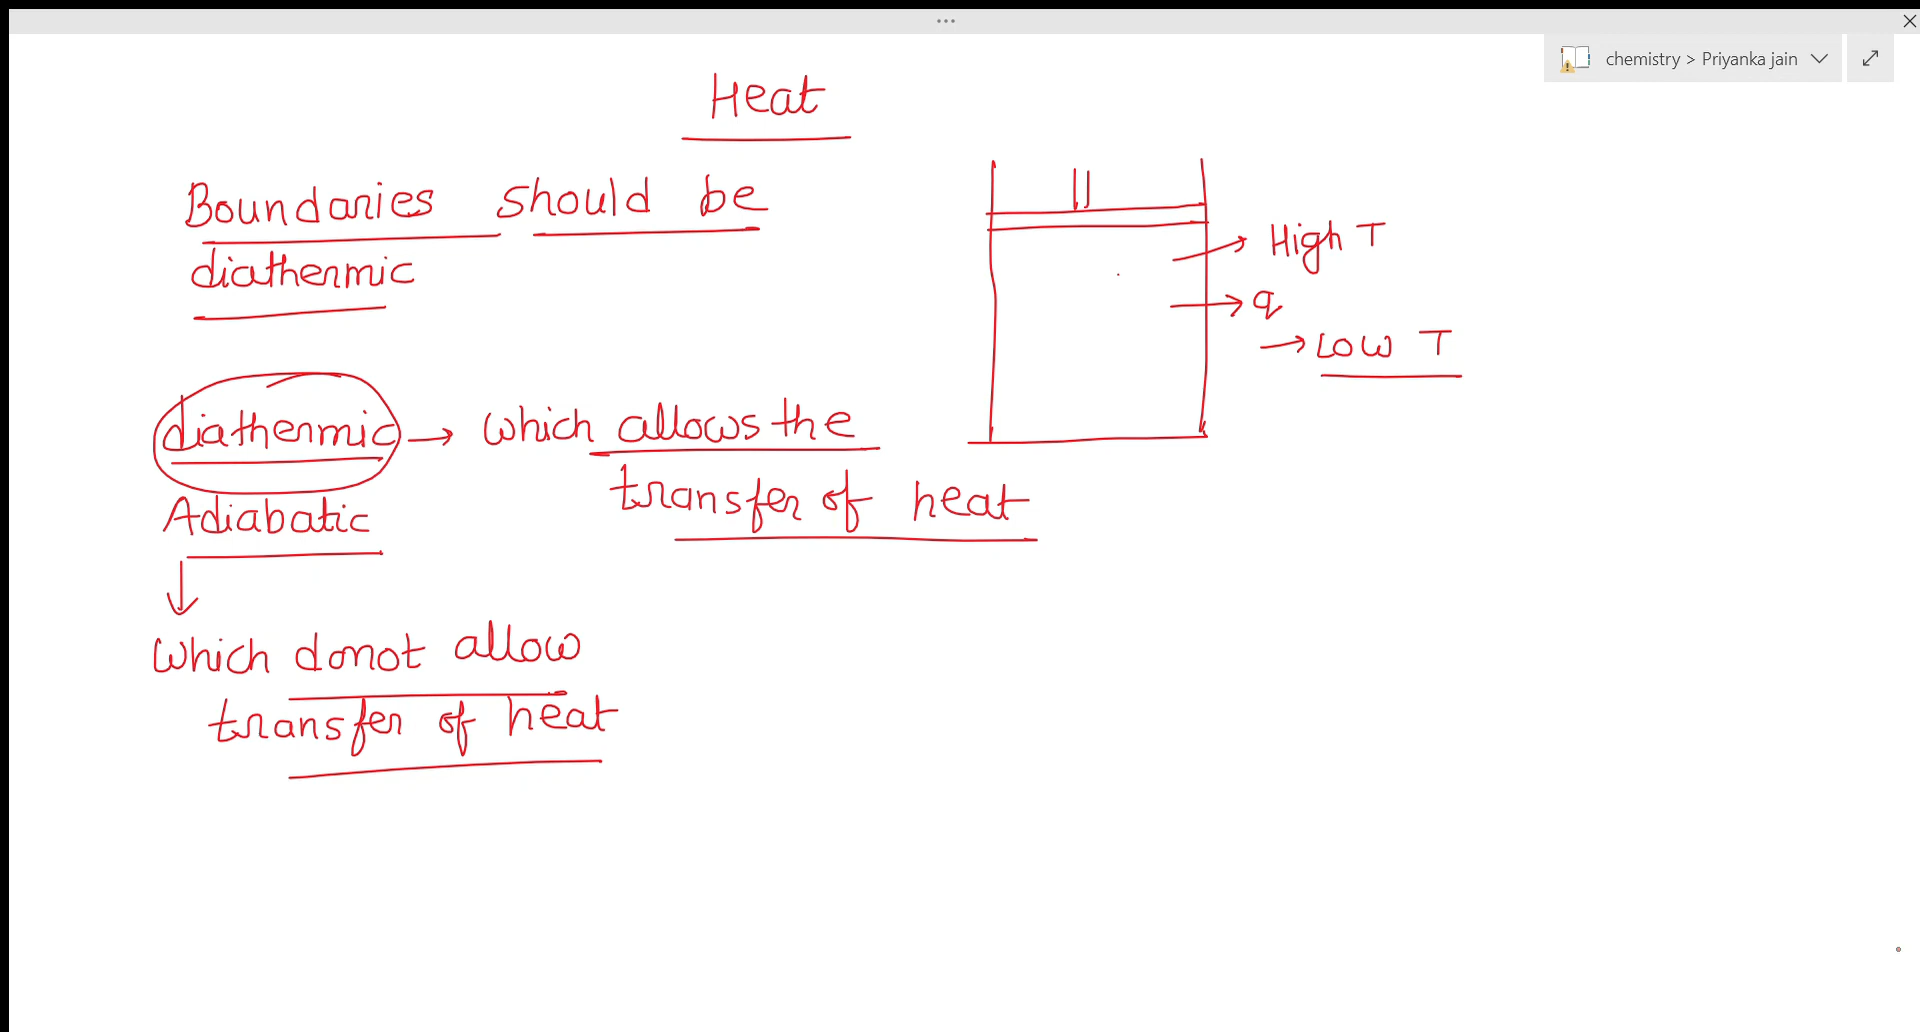 chemistry > Priyanka jain
Heat
Boundaries should be
diathermic
High T
q
Low T
diathermic → which allows the
transfer of heat
Adiabatic
↓
which donot allow
transfer of heat